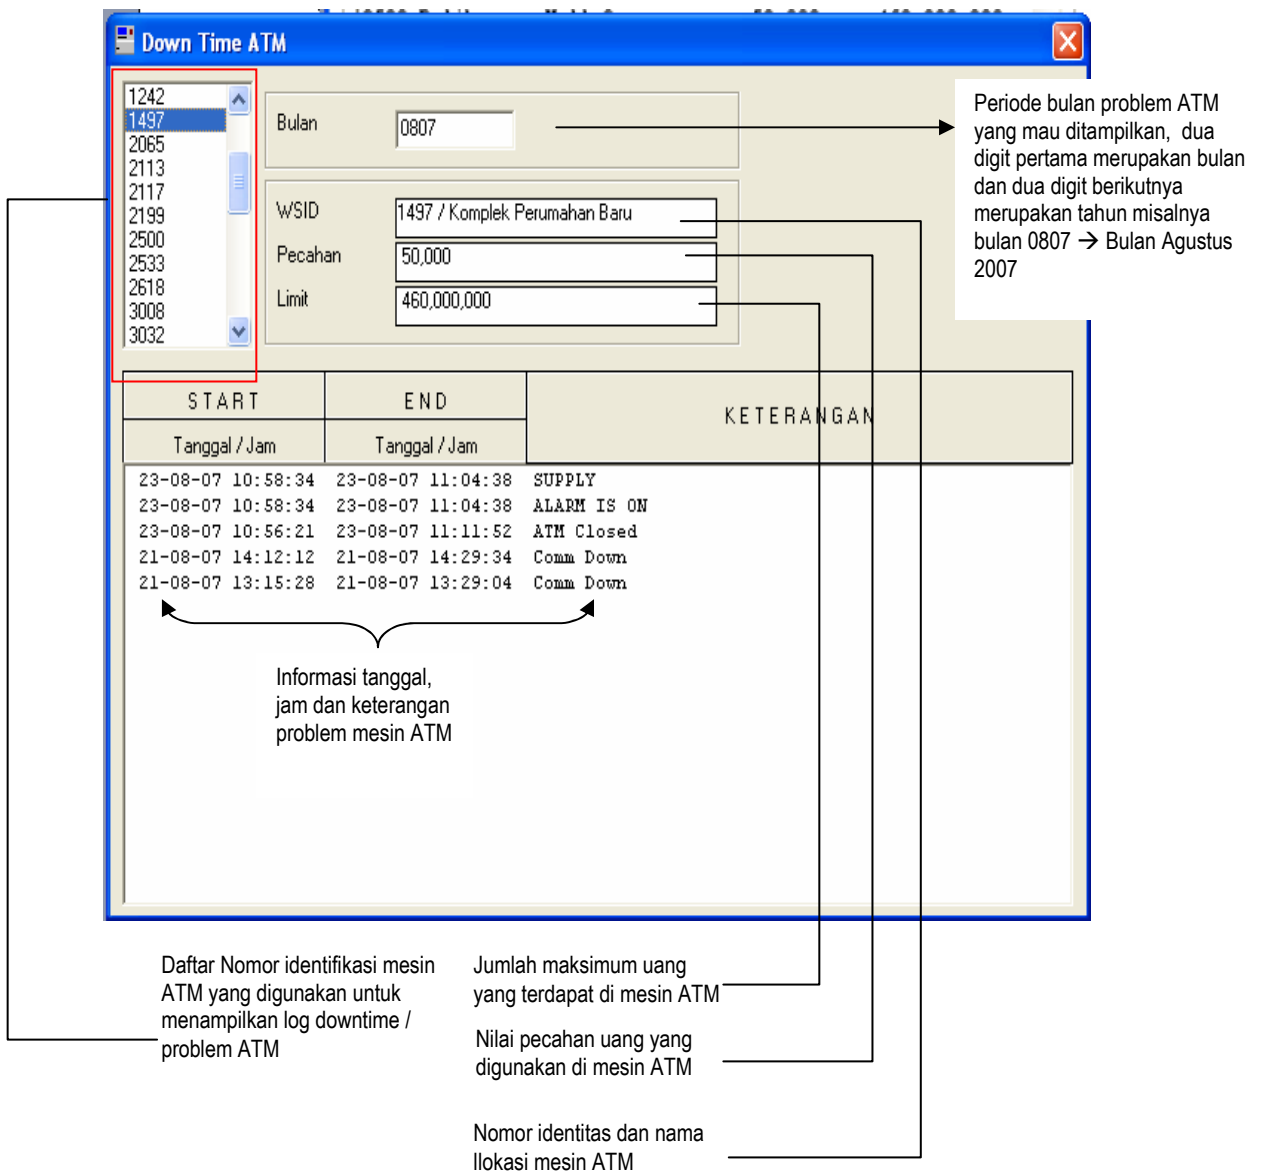 Down Time ATM
1242
1497
2065
2113
2117
2199
2500
2533
2618
3008
3032
Bulan
0807
WSID
1497 / Komplek Perumahan Baru
Pecahan
50,000
Limit
460,000,000
Periode bulan problem ATM
yang mau ditampilkan, dua
digit pertama merupakan bulan
dan dua digit berikutnya
merupakan tahun misalnya
bulan 0807 → Bulan Agustus
2007
START END KETERANGAN
Tanggal / Jam Tanggal / Jam
23-08-07 10:58:34 23-08-07 11:04:38 SUPPLY
23-08-07 10:58:34 23-08-07 11:04:38 ALARM IS ON
23-08-07 10:56:21 23-08-07 11:11:52 ATM Closed
21-08-07 14:12:12 21-08-07 14:29:34 Comm Down
21-08-07 13:15:28 21-08-07 13:29:04 Comm Down
Informasi tanggal,
jam dan keterangan
problem mesin ATM
Daftar Nomor identifikasi mesin
ATM yang digunakan untuk
menampilkan log downtime /
problem ATM
Jumlah maksimum uang
yang terdapat di mesin ATM
Nilai pecahan uang yang
digunakan di mesin ATM
Nomor identitas dan nama
llokasi mesin ATM